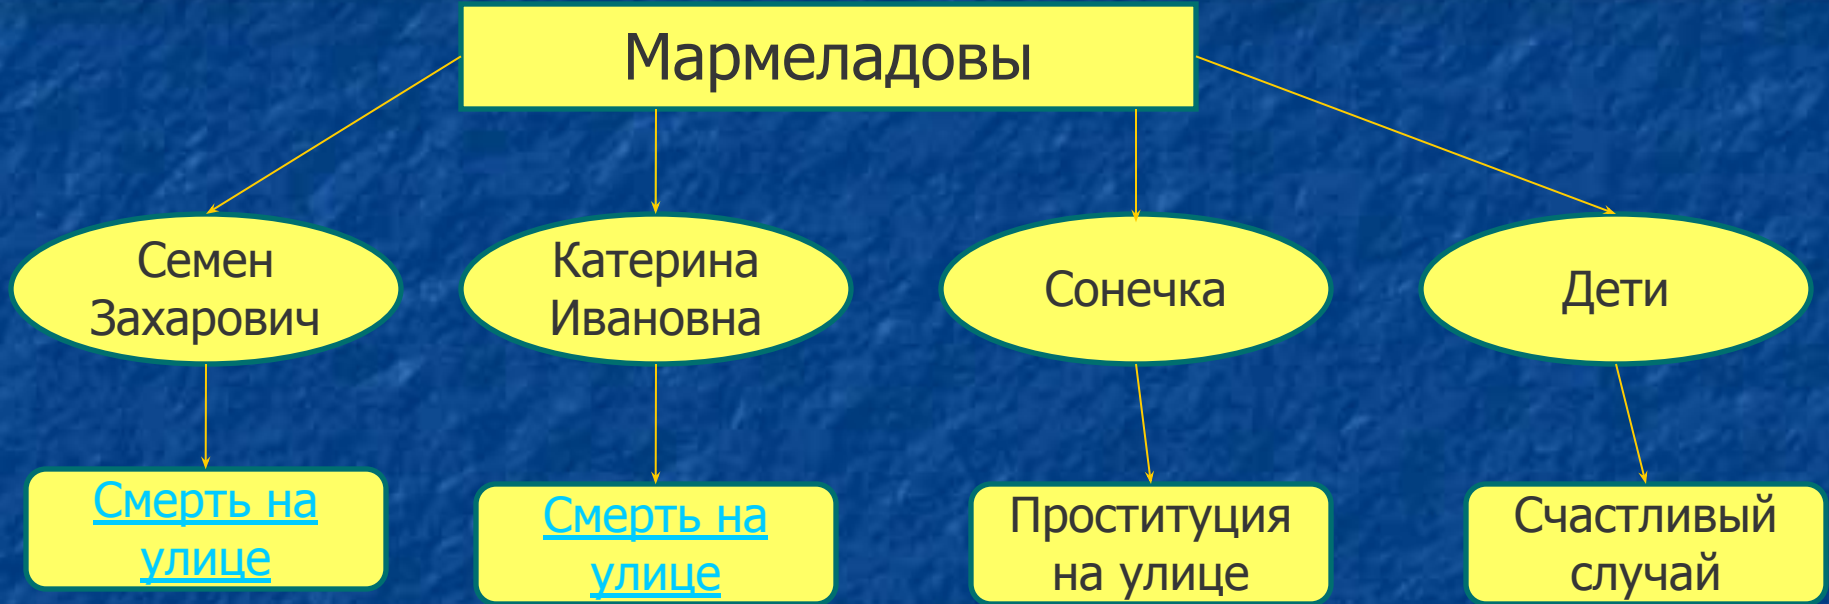 Мармеладовы
Семен
Захарович
Катерина
Ивановна
Сонечка
Дети
Смерть на
улице
Смерть на
улице
Проституция
на улице
Счастливый
случай